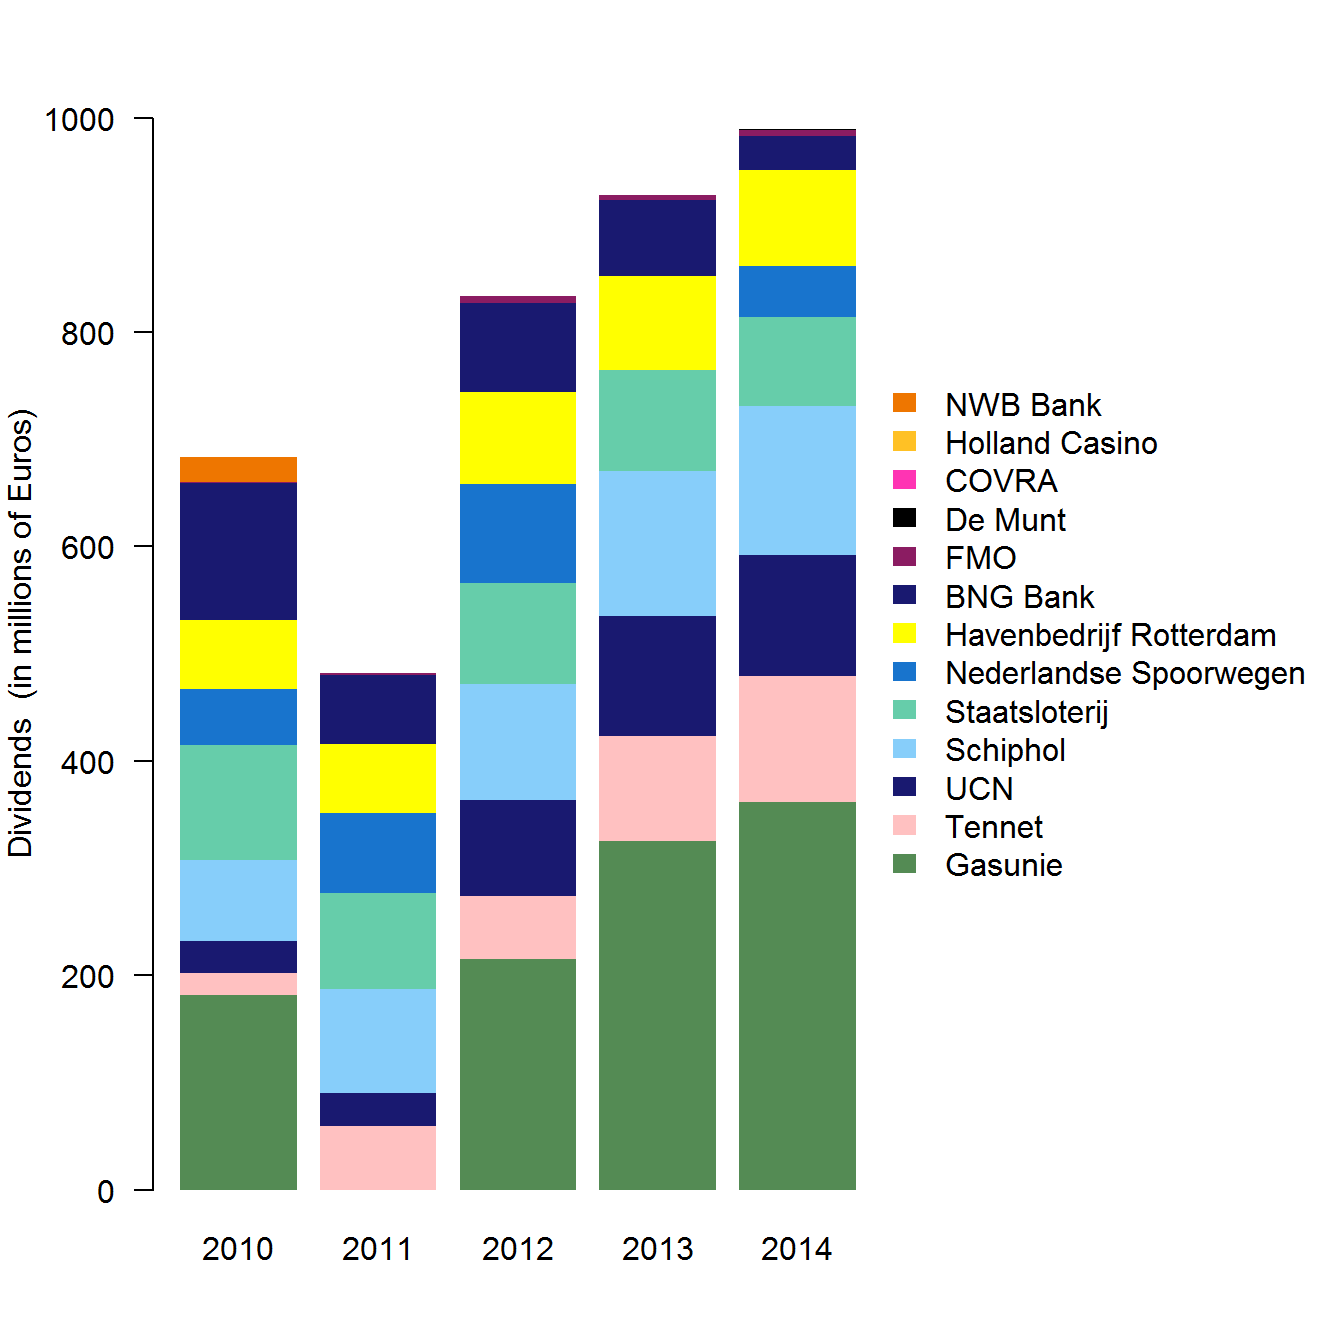 1000
800
600
400
200
0
Dividends  (in millions of Euros)
2010
2011
2012
2013
2014
NWB Bank
Holland Casino
COVRA
De Munt
FMO
BNG Bank
Havenbedrijf Rotterdam
Nederlandse Spoorwegen
Staatsloterij
Schiphol
UCN
Tennet
Gasunie